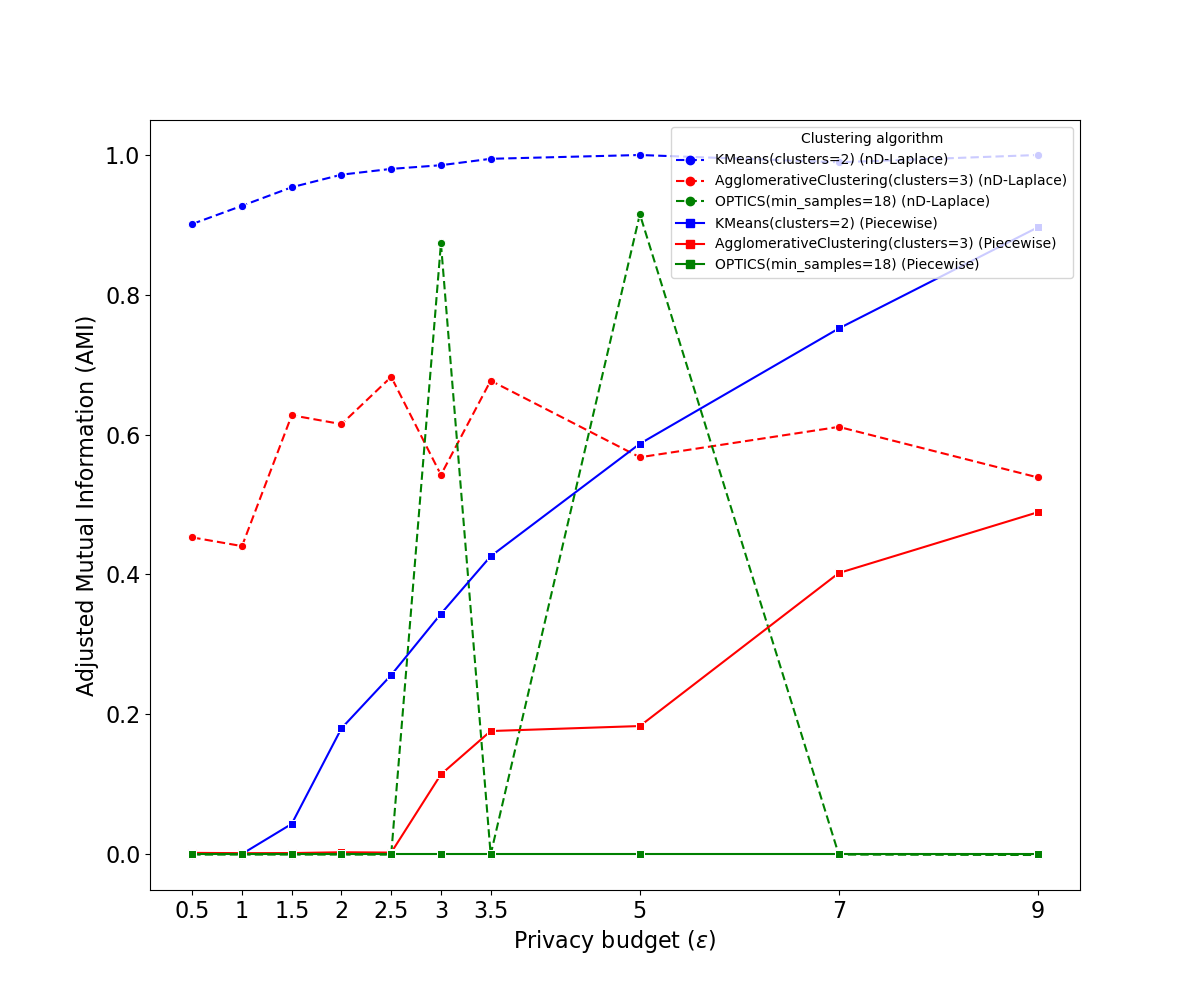 Clustering algorithm
KMeans(clusters=2) (nD-Laplace)
AgglomerativeClustering(clusters=3) (nD-Laplace)
OPTICS(min_samples=18) (nD-Laplace)
KMeans(clusters=2) (Piecewise)
AgglomerativeClustering(clusters=3) (Piecewise)
OPTICS(min_samples=18) (Piecewise)
Adjusted Mutual Information (AMI)
1.0
0.8
0.6
0.4
0.2
0.0
0.5 1 1.5 2 2.5 3 3.5 5 7 9
Privacy budget (ε)